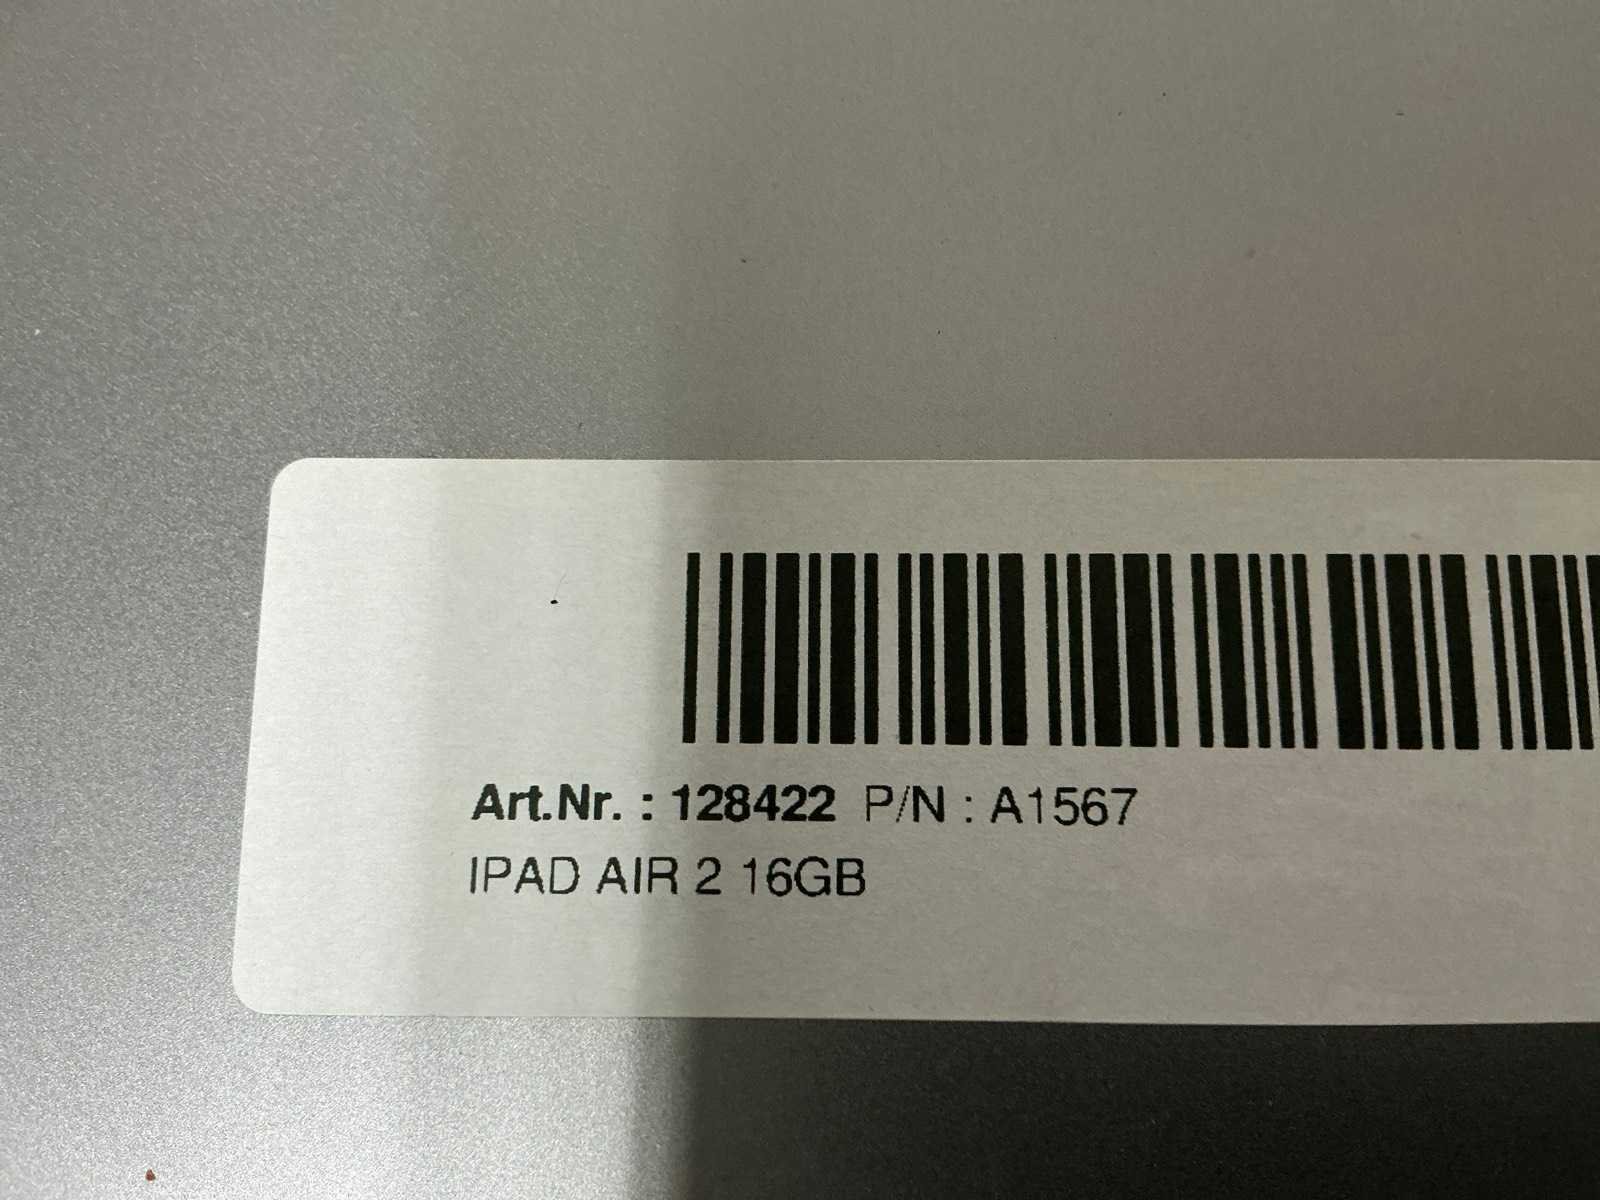 Art.Nr. : 128422 P/N : A1567
IPAD AIR 2 16GB